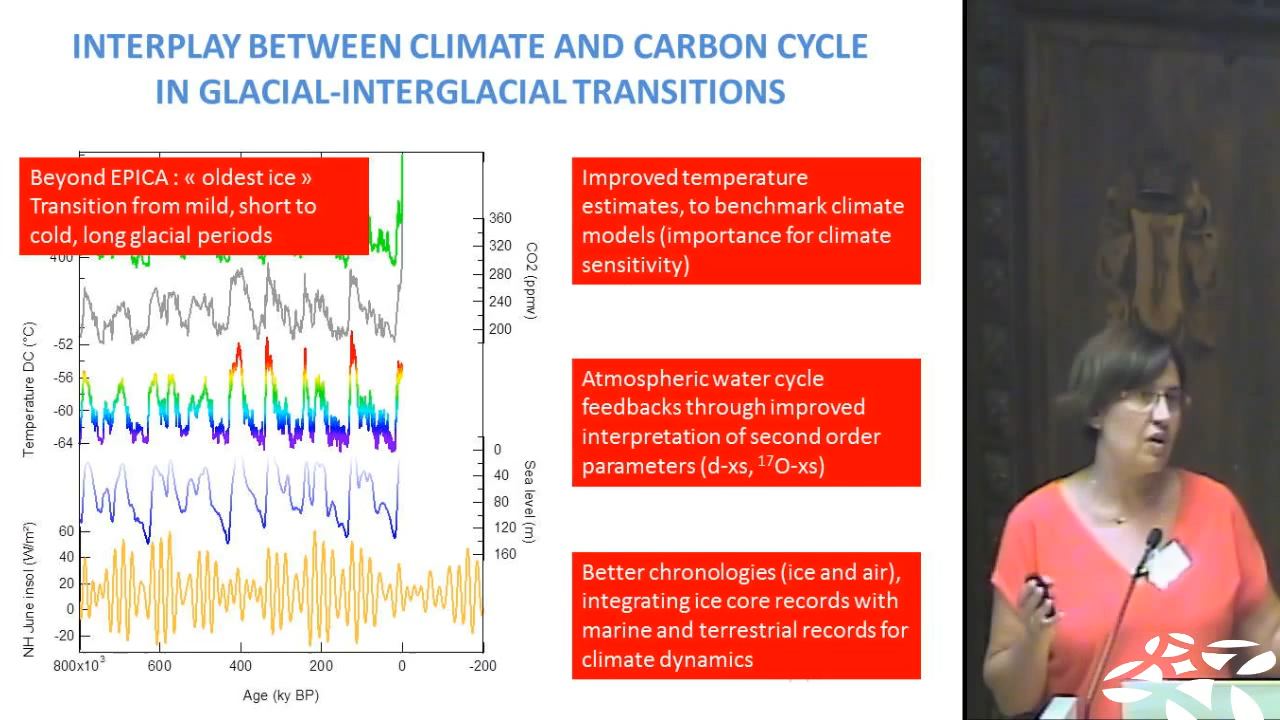 INTERPLAY BETWEEN CLIMATE AND CARBON CYCLE
IN GLACIAL-INTERGLACIAL TRANSITIONS
Beyond EPICA : « oldest ice »
Transition from mild, short to
cold, long glacial periods
Improved temperature
estimates, to benchmark climate
models (importance for climate
sensitivity)
Atmospheric water cycle
feedbacks through improved
interpretation of second order
parameters (d-xs, ¹⁷O-xs)
Better chronologies (ice and air),
integrating ice core records with
marine and terrestrial records for
climate dynamics
400
360
320
280
240
200
CO2 (ppmv)
-52
-56
-60
-64
Temperature DC (°C)
0
40
80
120
160
Sea level (m)
60
40
20
0
-20
NH June insol (W/m²)
800x10³
600
400
200
0
-200
Age (ky BP)